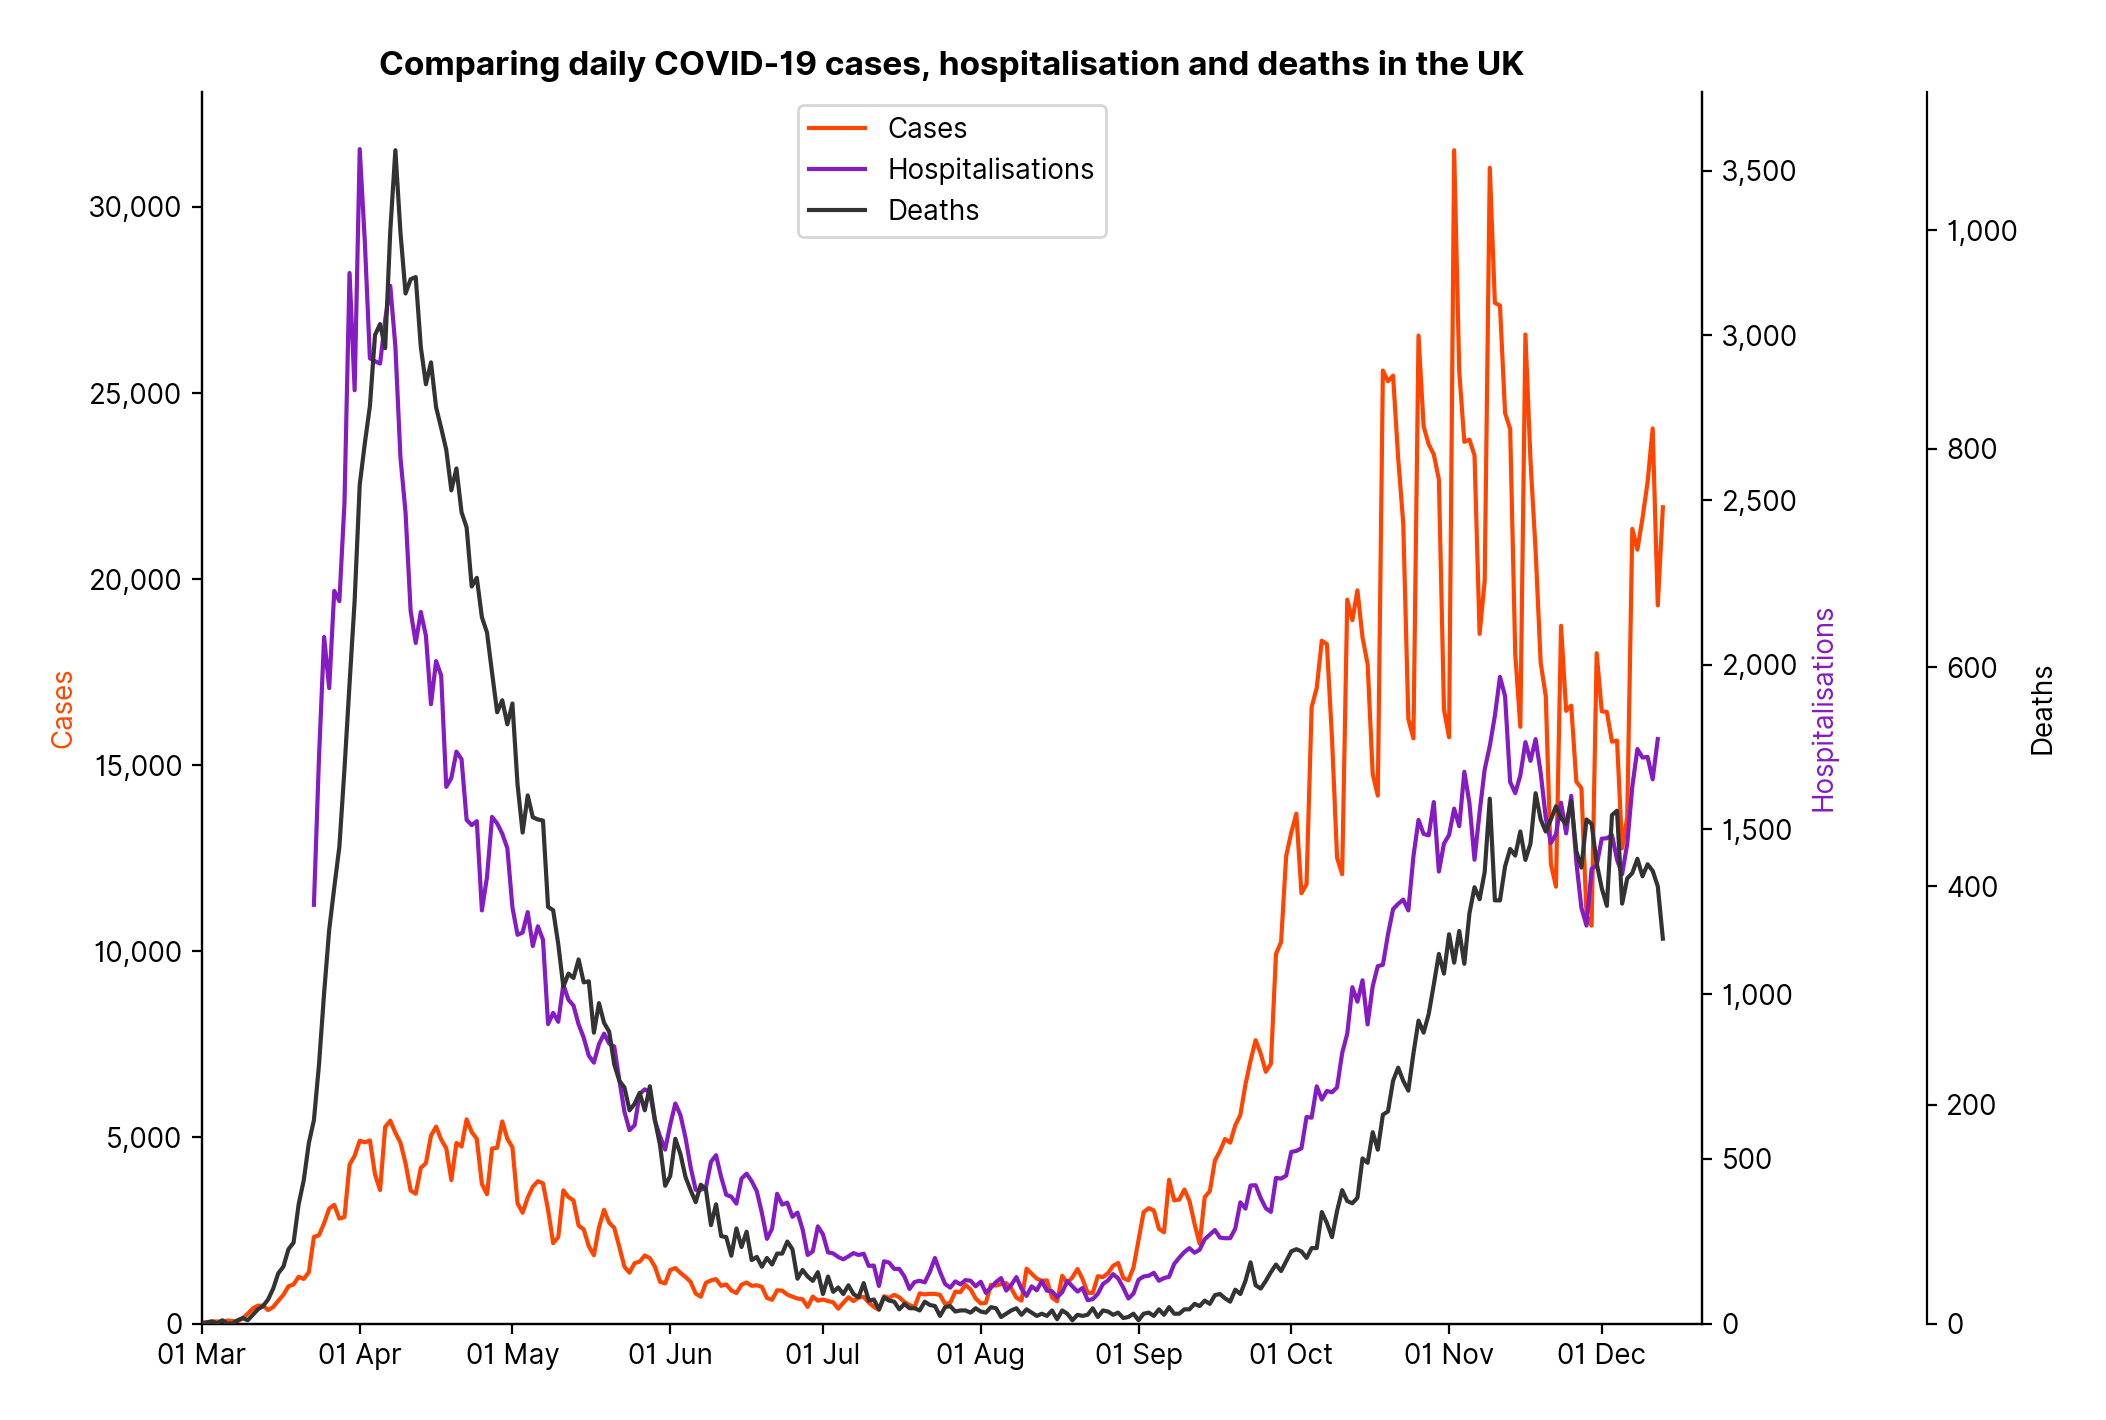 Comparing daily COVID-19 cases, hospitalisation and deaths in the UK
Cases
Hospitalisations
Deaths
30,000
25,000
20,000
15,000
10,000
5,000
0
Cases
3,500
3,000
2,500
2,000
1,500
1,000
500
0
Hospitalisations
1,000
800
600
400
200
0
Deaths
01 Mar
01 Apr
01 May
01 Jun
01 Jul
01 Aug
01 Sep
01 Oct
01 Nov
01 Dec